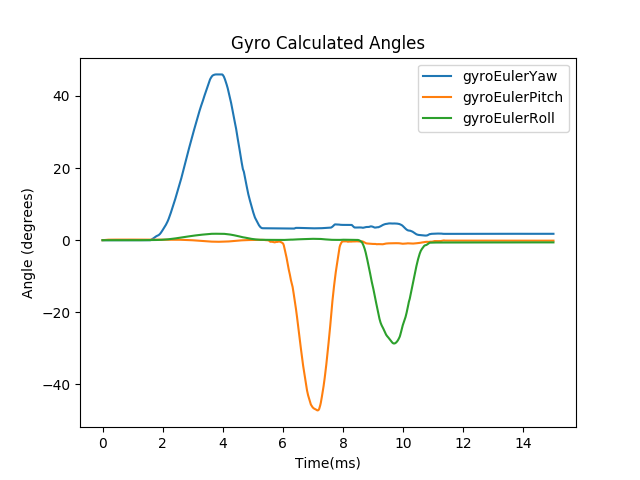 Gyro Calculated Angles
gyroEulerYaw
gyroEulerPitch
gyroEulerRoll
Angle (degrees)
40
20
0
−20
−40
0 2 4 6 8 10 12 14
Time(ms)